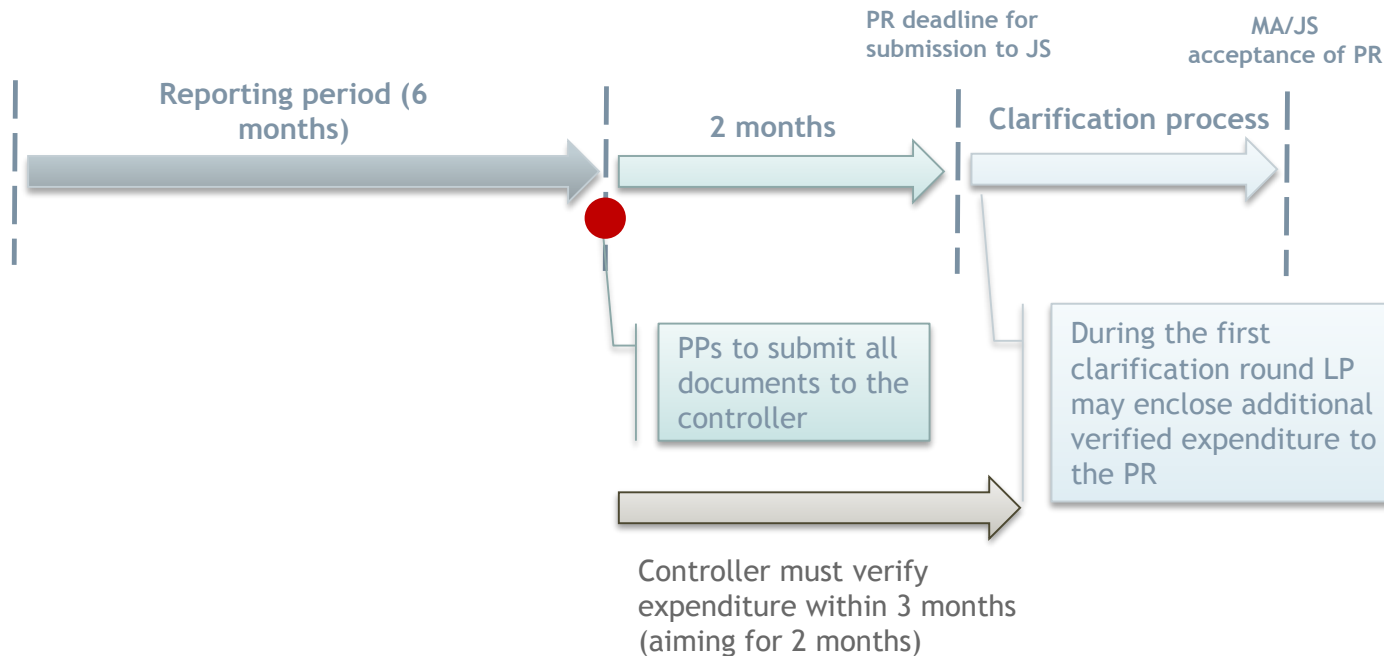 PR deadline for
submission to JS
MA/JS
acceptance of PR
Reporting period (6
months)
2 months
Clarification process
PPs to submit all
documents to the
controller
During the first
clarification round LP
may enclose additional
verified expenditure to
the PR
Controller must verify
expenditure within 3 months
(aiming for 2 months)